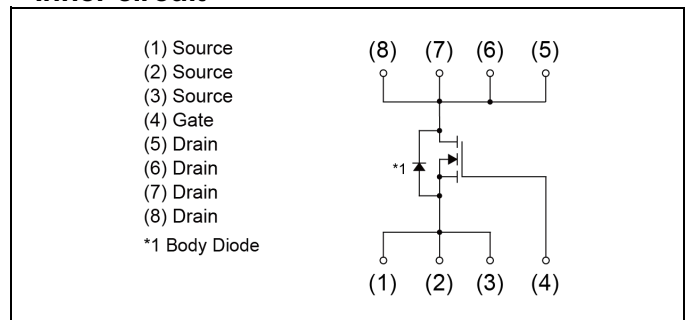 Inner circuit
(1) Source
(2) Source
(3) Source
(4) Gate
(5) Drain
(6) Drain
(7) Drain
(8) Drain
*1 Body Diode
(8) (7) (6) (5)
*1
(1) (2) (3) (4)